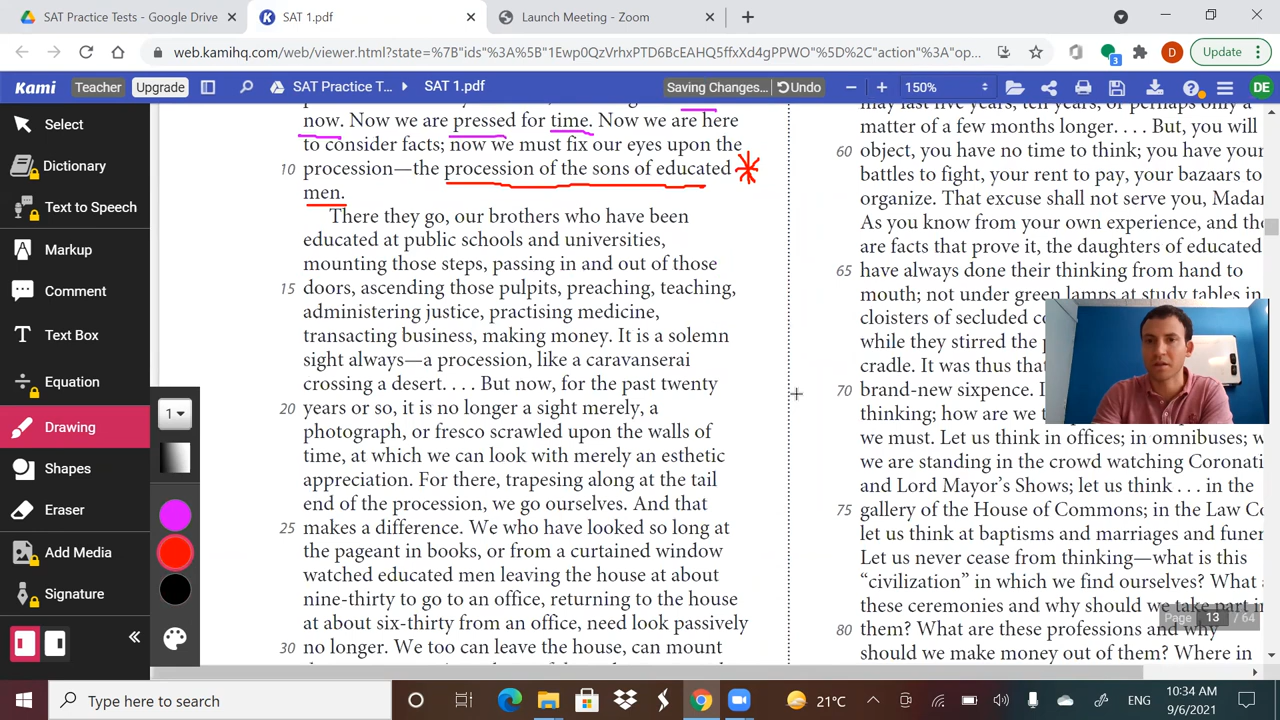 SAT Practice Tests - Google Drive
SAT 1.pdf
Launch Meeting - Zoom
web.kamihq.com/web/viewer.html?state=%7B"ids"%3A%5B"1Ewp0QzVrhxPTD6BcEAHQ5ffxXd4gPPWO"%5D%2C"action"%3A"op...
3
D
Update
Kami
Teacher
Upgrade
SAT Practice T...
SAT 1.pdf
Saving Changes...
Undo
150%
DE
Select
Dictionary
Text to Speech
Markup
Comment
Text Box
Equation
Drawing
Shapes
Eraser
Add Media
Signature
1
now. Now we are pressed for time. Now we are here
to consider facts; now we must fix our eyes upon the
10 procession—the procession of the sons of educated
men.
There they go, our brothers who have been
educated at public schools and universities,
mounting those steps, passing in and out of those
15 doors, ascending those pulpits, preaching, teaching,
administering justice, practising medicine,
transacting business, making money. It is a solemn
sight always—a procession, like a caravanserai
crossing a desert. . . . But now, for the past twenty
20 years or so, it is no longer a sight merely, a
photograph, or fresco scrawled upon the walls of
time, at which we can look with merely an esthetic
appreciation. For there, trapesing along at the tail
end of the procession, we go ourselves. And that
25 makes a difference. We who have looked so long at
the pageant in books, or from a curtained window
watched educated men leaving the house at about
nine-thirty to go to an office, returning to the house
at about six-thirty from an office, need look passively
30 no longer. We too can leave the house, can mount
may last five years, ten years, or perhaps only a
matter of a few months longer. . . . But, you will
60 object, you have no time to think; you have your
battles to fight, your rent to pay, your bazaars to
organize. That excuse shall not serve you, Madam
As you know from your own experience, and the
are facts that prove it, the daughters of educated
65 have always done their thinking from hand to
mouth; not under green lamps at study tables in
cloisters of secluded co
while they stirred the p
cradle. It was thus that
70 brand-new sixpence. I
thinking; how are we t
we must. Let us think in offices; in omnibuses; w
we are standing in the crowd watching Coronati
and Lord Mayor's Shows; let us think . . . in the
75 gallery of the House of Commons; in the Law Co
let us think at baptisms and marriages and funer
Let us never cease from thinking—what is this
"civilization" in which we find ourselves? What a
these ceremonies and why should we take part in
80 them? What are these professions and why
should we make money out of them? Where in
Page 13 / 64
Type here to search
21°C
ENG
10:34 AM
9/6/2021